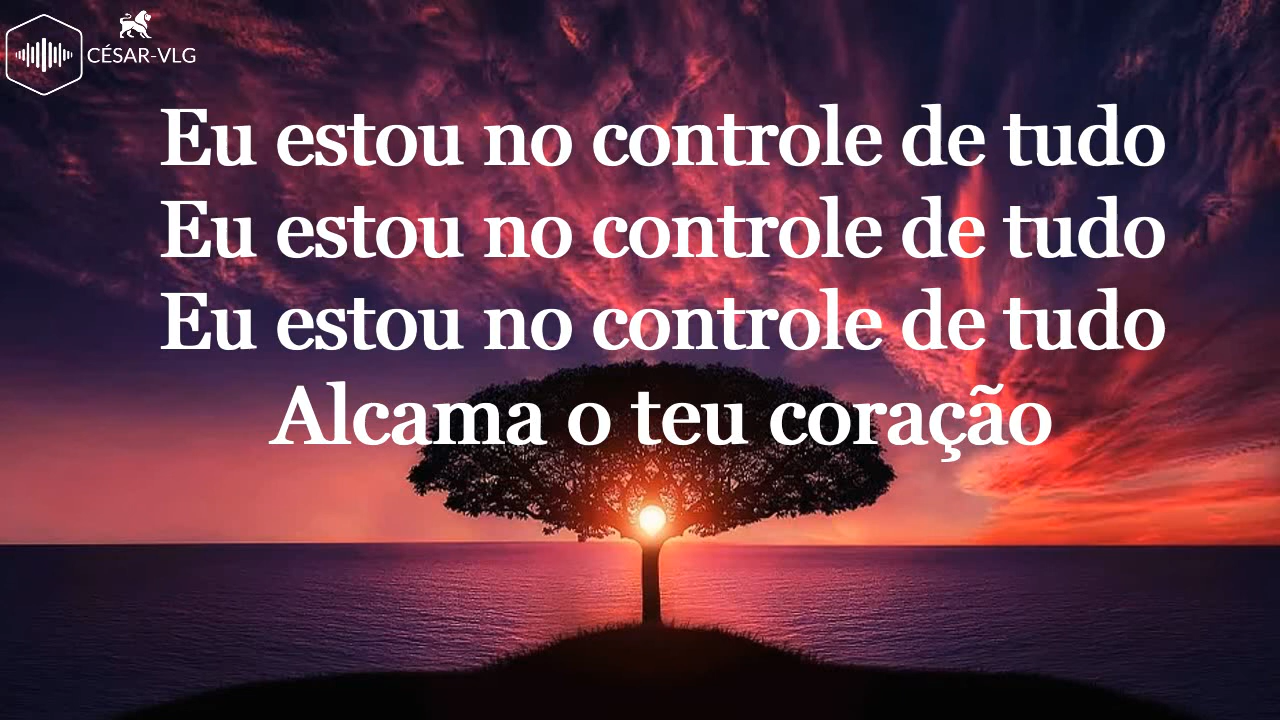 CÉSAR-VLG
Eu estou no controle de tudo
Eu estou no controle de tudo
Eu estou no controle de tudo
Alcama o teu coração